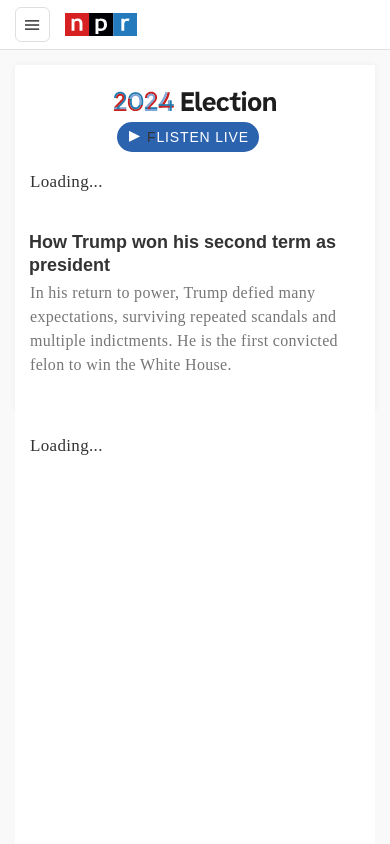 npr
2024 Election
FLISTEN LIVE
Loading...
How Trump won his second term as
president
In his return to power, Trump defied many
expectations, surviving repeated scandals and
multiple indictments. He is the first convicted
felon to win the White House.
Loading...